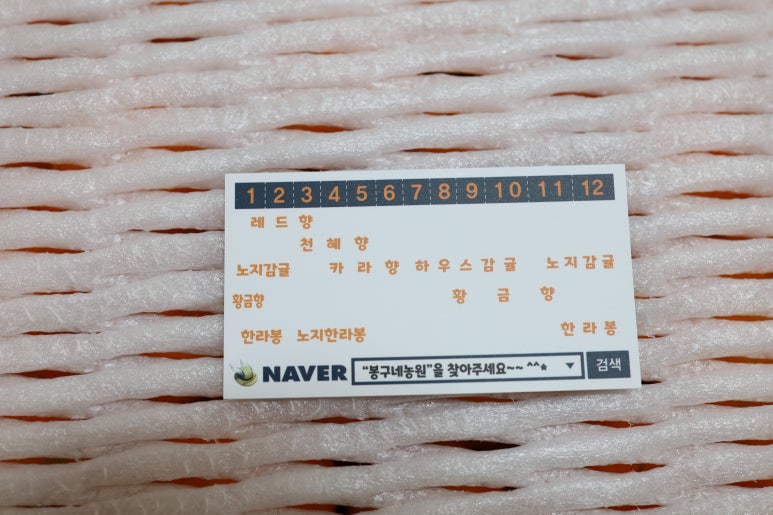 1 2 3 4 5 6 7 8 9 10 11 12
레드향
천혜향
노지감귤 카라향 하우스감귤 노지감귤
황금향 황금향
한라봉 노지한라봉 한라봉
NAVER "봉구네농원"을 찾아주세요~~ ^^* ▼ 검색